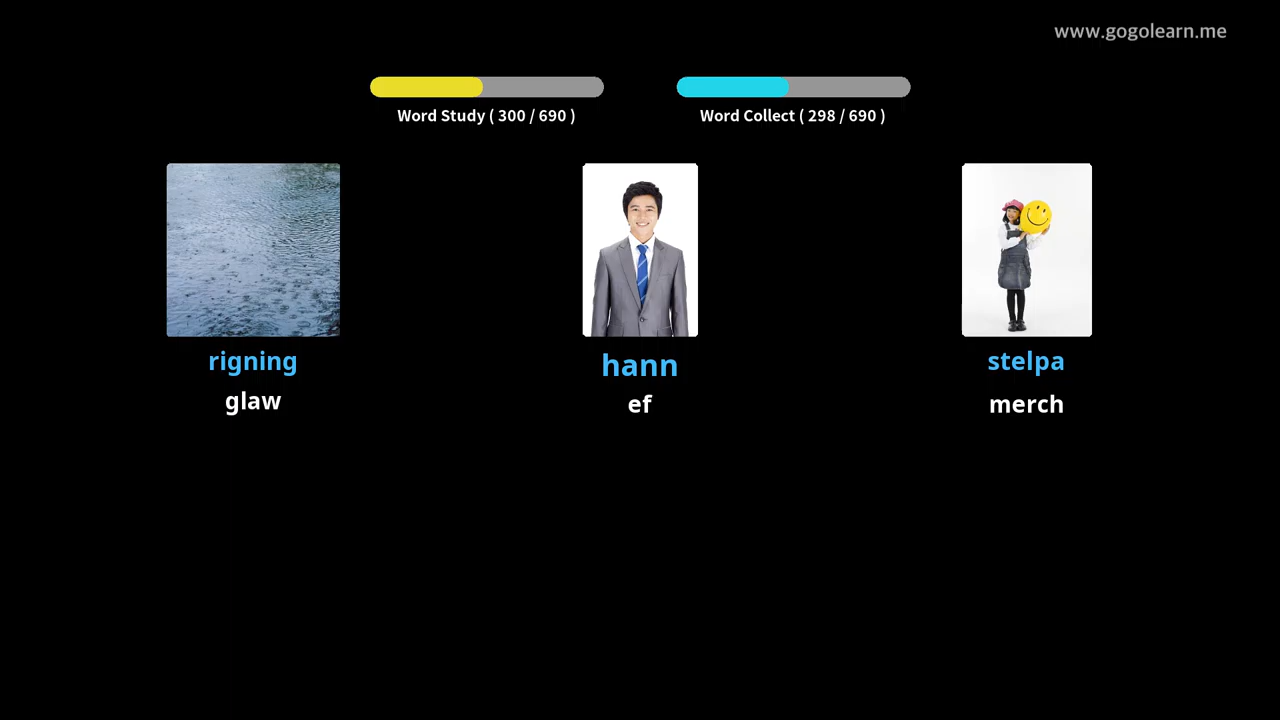 www.gogolearn.me
Word Study ( 300 / 690 )
Word Collect ( 298 / 690 )
rigning
glaw
hann
ef
stelpa
merch